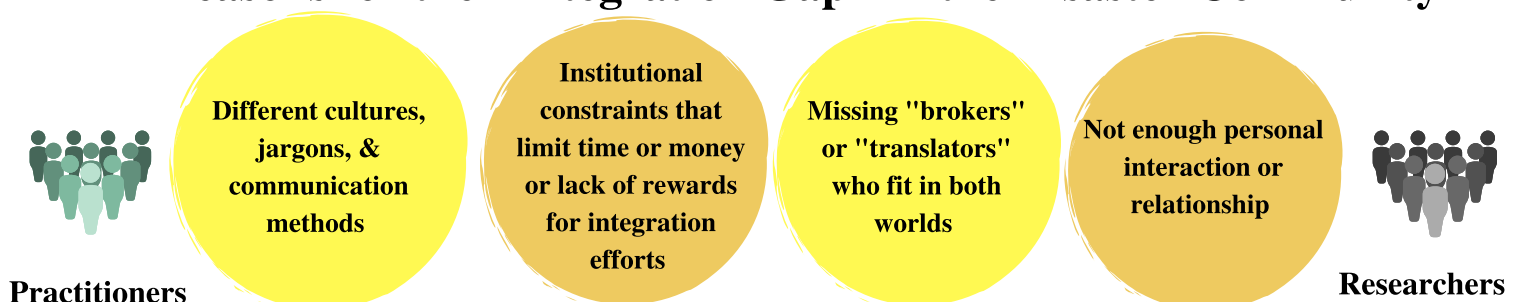 Different cultures,
jargons, &
communication
methods
Institutional
constraints that
limit time or money
or lack of rewards
for integration
efforts
Missing "brokers"
or "translators"
who fit in both
worlds
Not enough personal
interaction or
relationship
Practitioners
Researchers